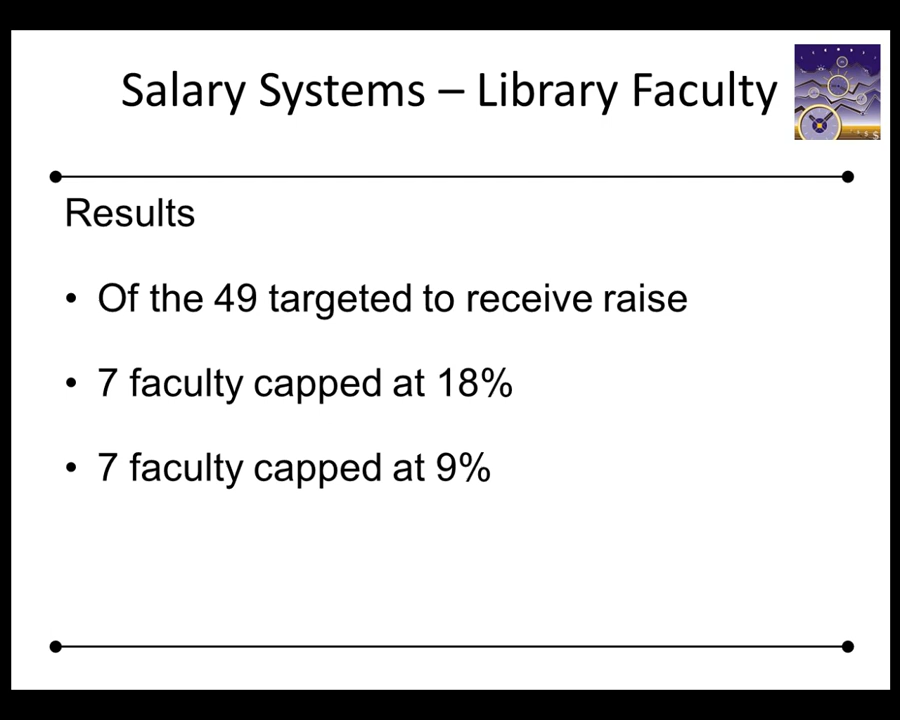 Salary Systems – Library Faculty
Results
• Of the 49 targeted to receive raise
• 7 faculty capped at 18%
• 7 faculty capped at 9%